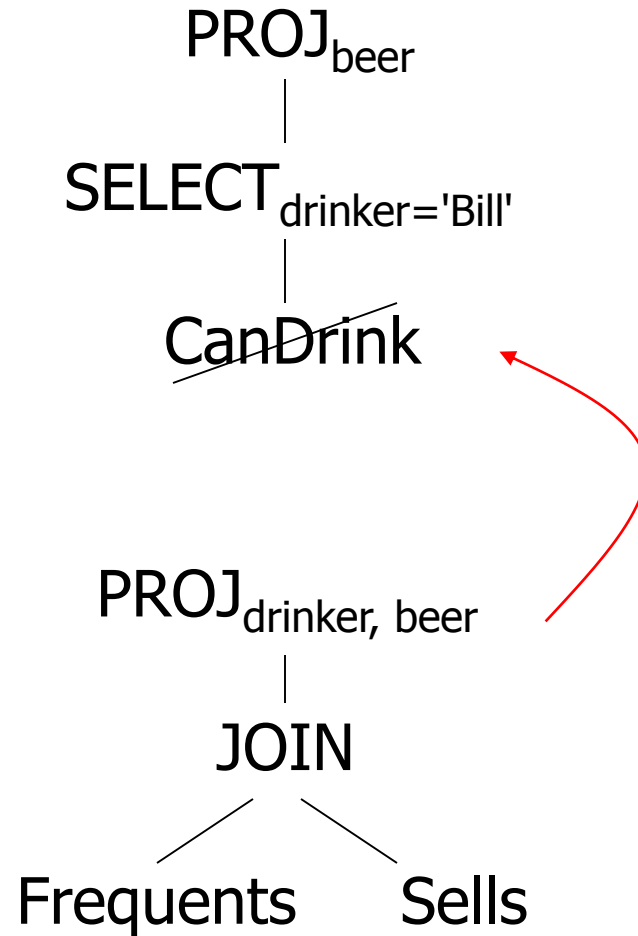 PROJbeer
SELECTdrinker='Bill'
CanDrink
PROJdrinker, beer
JOIN
Frequents Sells